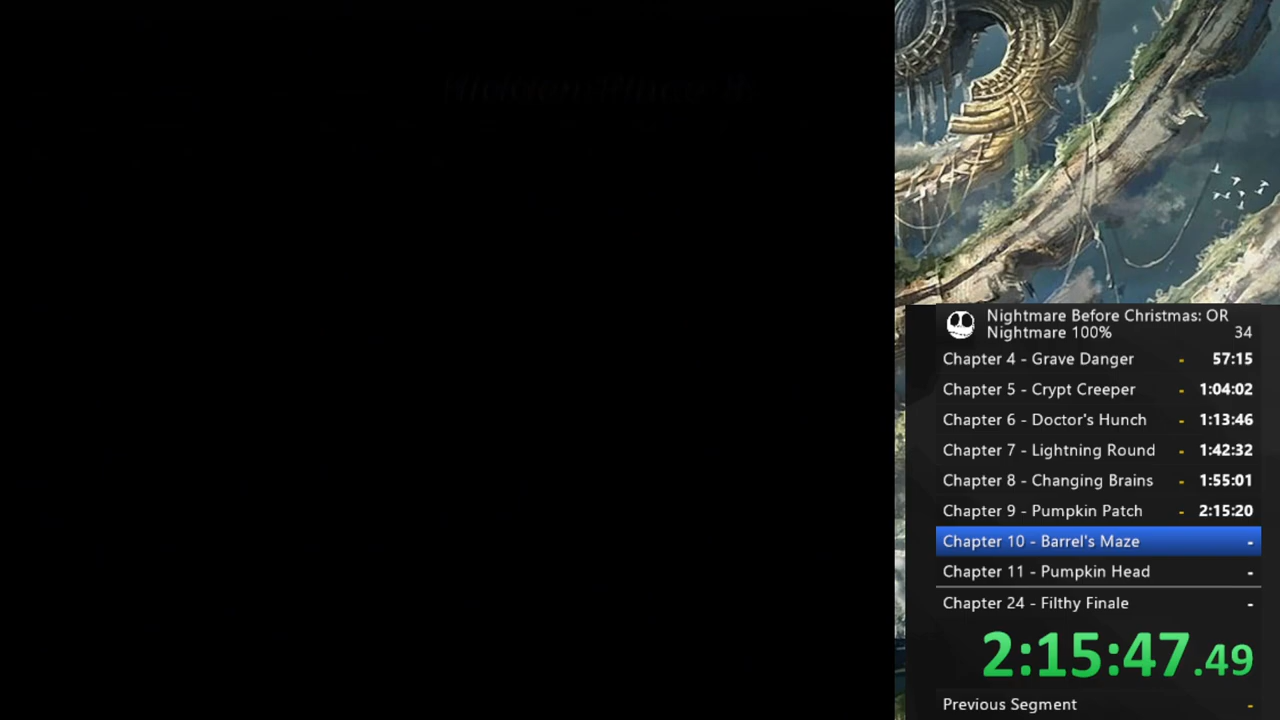 Nightmare Before Christmas: OR
Nightmare 100% 34
Chapter 4 - Grave Danger - 57:15
Chapter 5 - Crypt Creeper - 1:04:02
Chapter 6 - Doctor's Hunch - 1:13:46
Chapter 7 - Lightning Round - 1:42:32
Chapter 8 - Changing Brains - 1:55:01
Chapter 9 - Pumpkin Patch - 2:15:20
Chapter 10 - Barrel's Maze -
Chapter 11 - Pumpkin Head -
Chapter 24 - Filthy Finale -
2:15:47.49
Previous Segment -